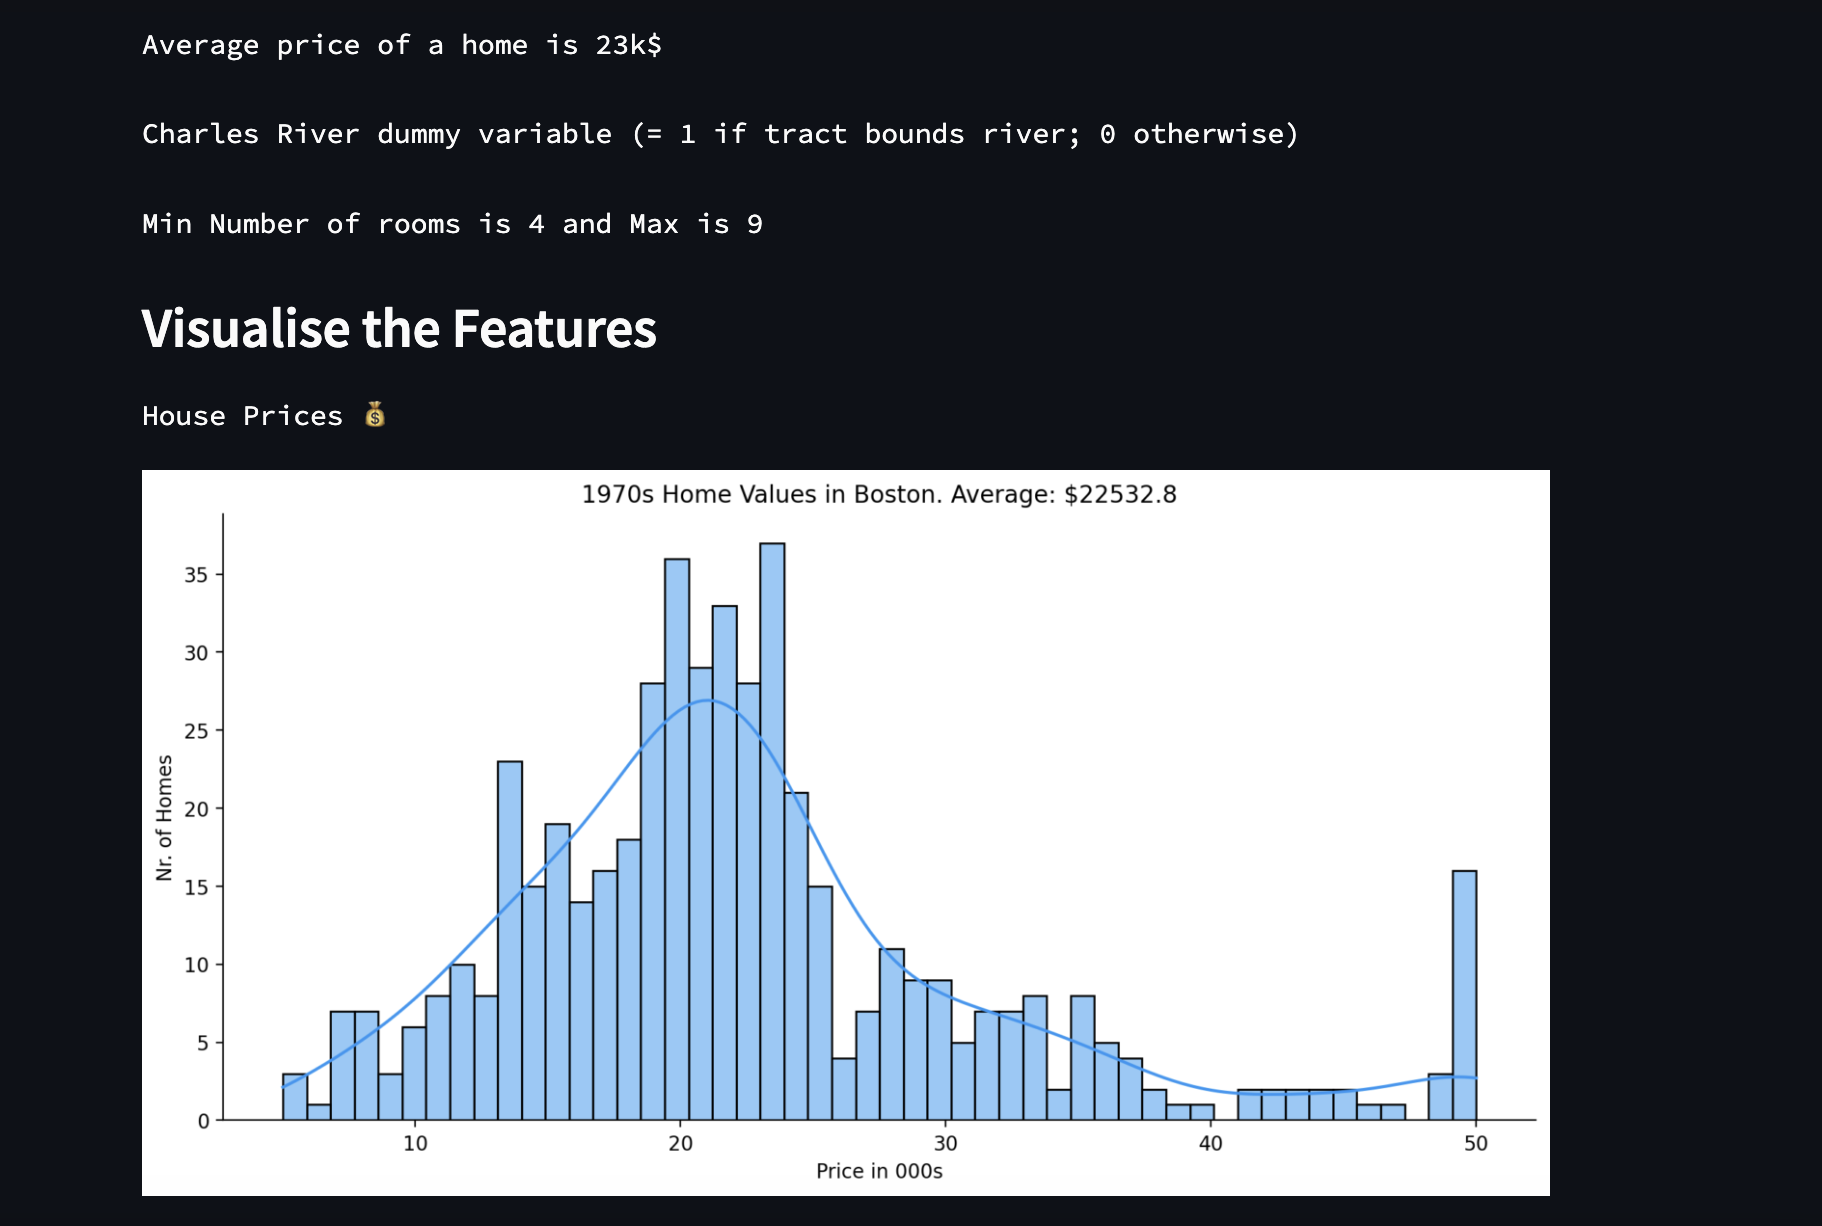 Average price of a home is 23k$
Charles River dummy variable (= 1 if tract bounds river; 0 otherwise)
Min Number of rooms is 4 and Max is 9
Visualise the Features
House Prices 💰
1970s Home Values in Boston. Average: $22532.8
Nr. of Homes
35
30
25
20
15
10
5
0
10 20 30 40 50
Price in 000s